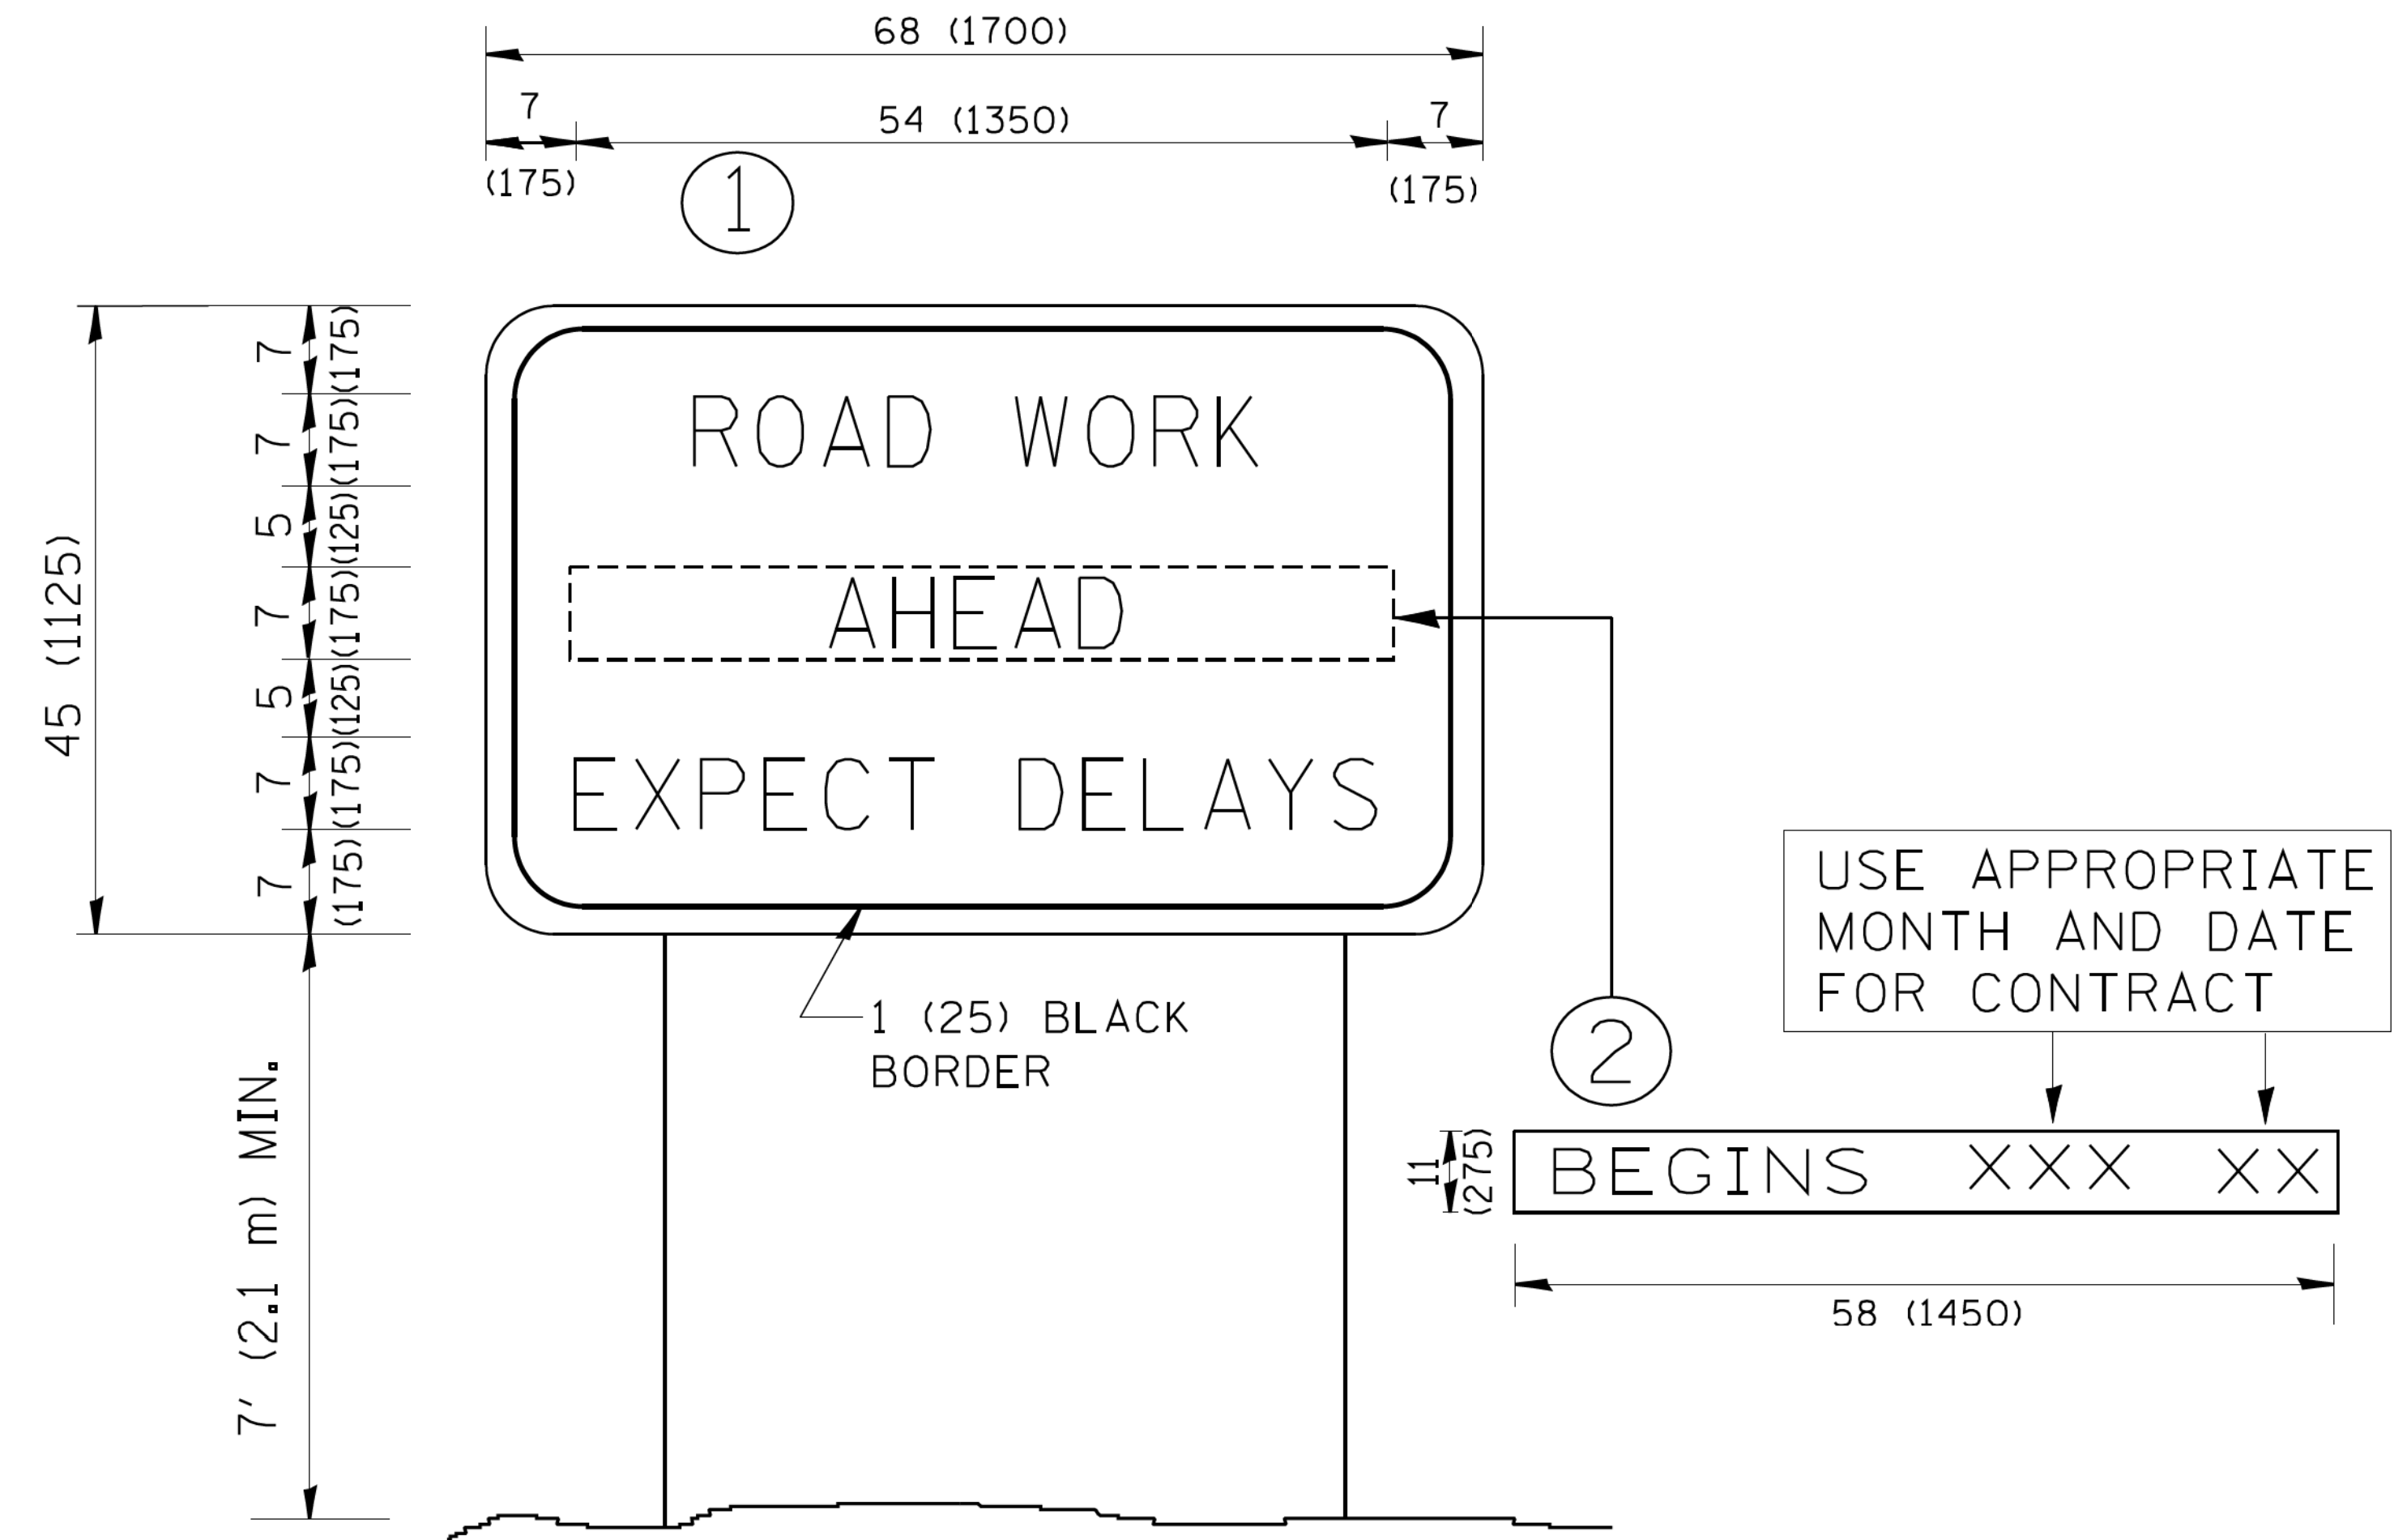 68 (1700)
7
54 (1350)
7
(175)
(175)
1
7 (175)
7 (175)
5 (125)
7 (175)
5 (125)
7 (175)
7 (175)
45 (1125)
7' (2.1 m) MIN.
ROAD WORK
AHEAD
EXPECT DELAYS
1 (25) BLACK
BORDER
2
USE APPROPRIATE
MONTH AND DATE
FOR CONTRACT
11
(275)
BEGINS XXX XX
58 (1450)